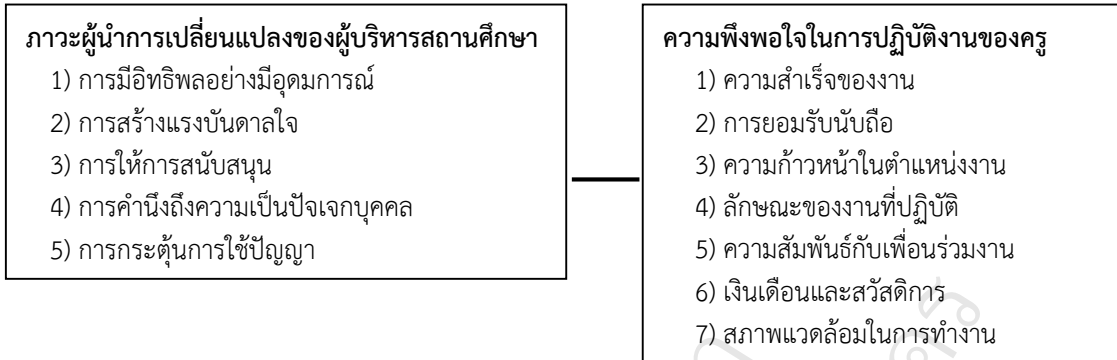 ภาวะผู้นำการเปลี่ยนแปลงของผู้บริหารสถานศึกษา
1) การมีอิทธิพลอย่างมีอุดมการณ์
2) การสร้างแรงบันดาลใจ
3) การให้การสนับสนุน
4) การคำนึงถึงความเป็นปัจเจกบุคคล
5) การกระตุ้นการใช้ปัญญา
ความพึงพอใจในการปฏิบัติงานของครู
1) ความสำเร็จของงาน
2) การยอมรับนับถือ
3) ความก้าวหน้าในตำแหน่งงาน
4) ลักษณะของงานที่ปฏิบัติ
5) ความสัมพันธ์กับเพื่อนร่วมงาน
6) เงินเดือนและสวัสดิการ
7) สภาพแวดล้อมในการทำงาน